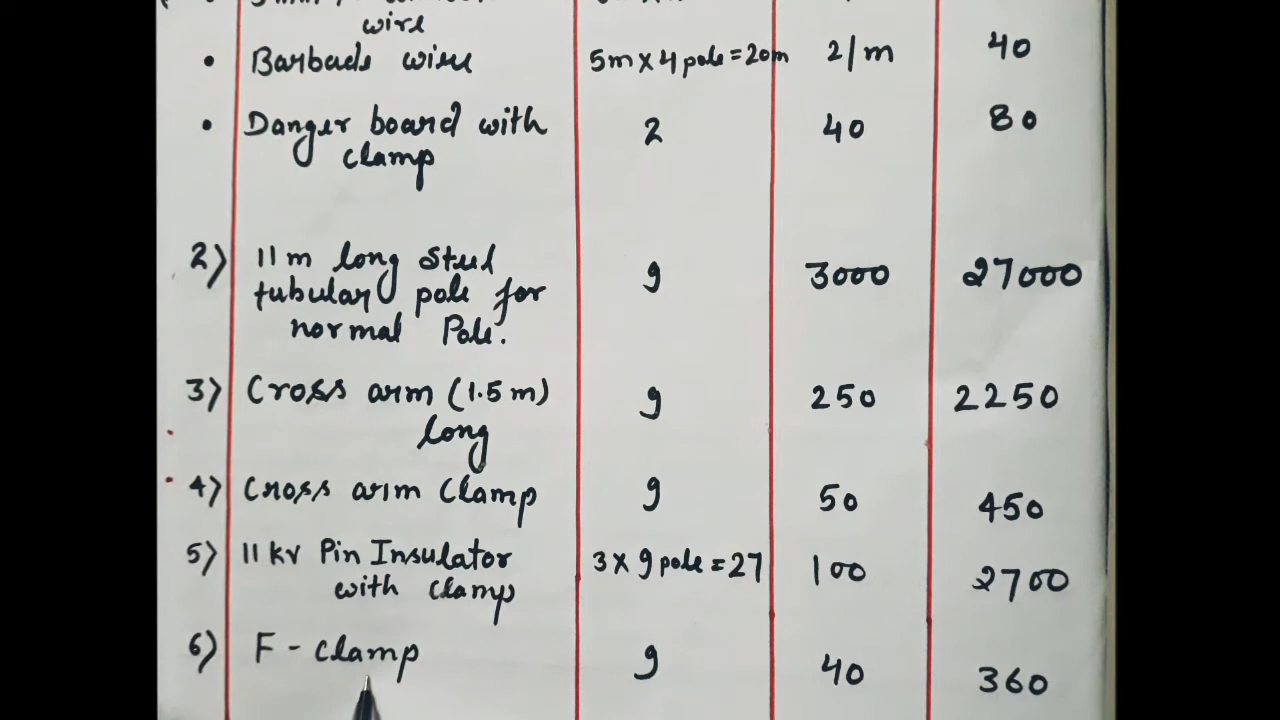 wire
• Barbade wire 5m x 4 pole = 20m 2/m 40
• Danger board with 2 40 80
clamp
2) 11 m long Steel 9 3000 27000
tubular pole for
normal Pole.
3) Cross arm (1.5 m) 9 250 2250
long
4) Cross arm Clamp 9 50 450
5) 11 kv Pin Insulator 3 x 9 pole = 27 100 2700
with clamp
6) F - clamp 9 40 360